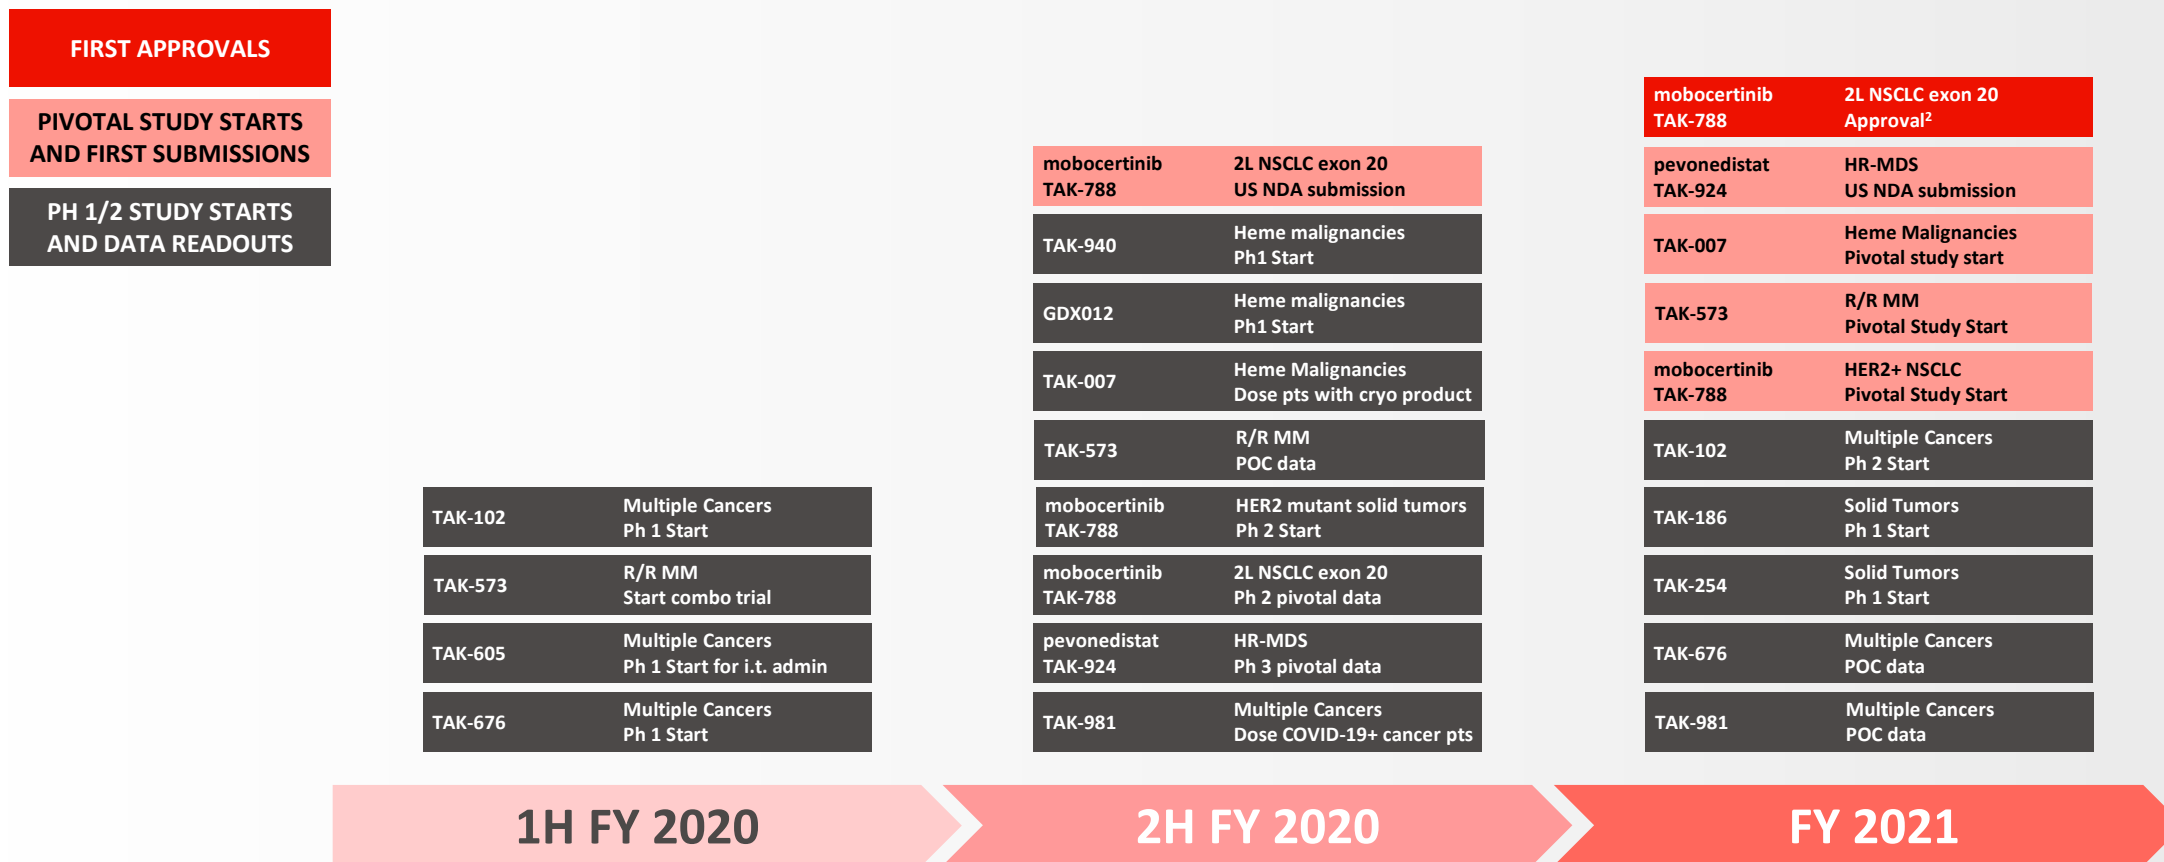 FIRST APPROVALS
PIVOTAL STUDY STARTS
AND FIRST SUBMISSIONS
PH 1/2 STUDY STARTS
AND DATA READOUTS
TAK-102
Multiple Cancers
Ph 1 Start
TAK-573
R/R MM
Start combo trial
TAK-605
Multiple Cancers
Ph 1 Start for i.t. admin
TAK-676
Multiple Cancers
Ph 1 Start
mobocertinib
TAK-788
2L NSCLC exon 20
US NDA submission
TAK-940
Heme malignancies
Ph1 Start
GDX012
Heme malignancies
Ph1 Start
TAK-007
Heme Malignancies
Dose pts with cryo product
TAK-573
R/R MM
POC data
mobocertinib
TAK-788
HER2 mutant solid tumors
Ph 2 Start
mobocertinib
TAK-788
2L NSCLC exon 20
Ph 2 pivotal data
pevonedistat
TAK-924
HR-MDS
Ph 3 pivotal data
TAK-981
Multiple Cancers
Dose COVID-19+ cancer pts
mobocertinib
TAK-788
2L NSCLC exon 20
Approval²
pevonedistat
TAK-924
HR-MDS
US NDA submission
TAK-007
Heme Malignancies
Pivotal study start
TAK-573
R/R MM
Pivotal Study Start
mobocertinib
TAK-788
HER2+ NSCLC
Pivotal Study Start
TAK-102
Multiple Cancers
Ph 2 Start
TAK-186
Solid Tumors
Ph 1 Start
TAK-254
Solid Tumors
Ph 1 Start
TAK-676
Multiple Cancers
POC data
TAK-981
Multiple Cancers
POC data
1H FY 2020
2H FY 2020
FY 2021